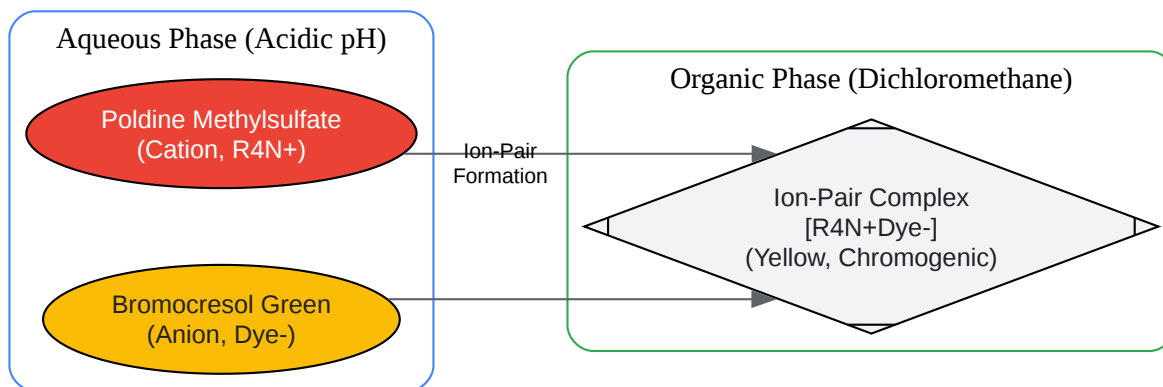 Aqueous Phase (Acidic pH)
Poldine Methylsulfate
(Cation, R4N+)
Bromocresol Green
(Anion, Dye-)
Ion-Pair
Formation
Organic Phase (Dichloromethane)
Ion-Pair Complex
[R4N+Dye-]
(Yellow, Chromogenic)